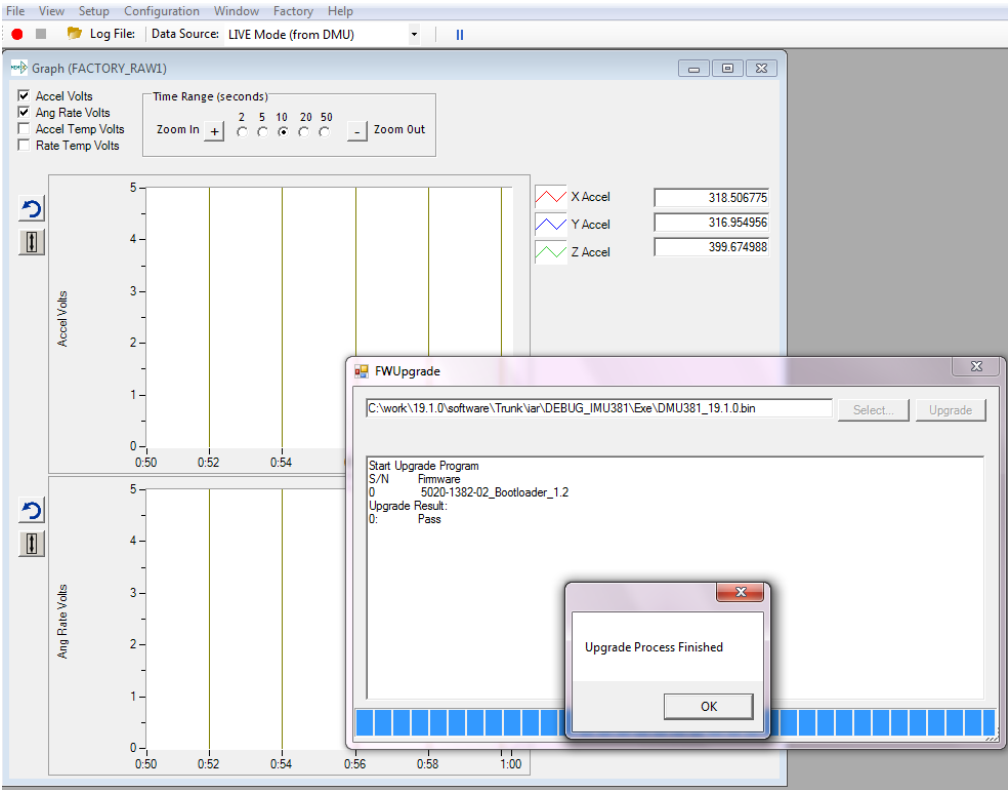 File View Setup Configuration Window Factory Help
Log File: Data Source: LIVE Mode (from DMU)
Graph (FACTORY_RAW1)
Accel Volts
Ang Rate Volts
Accel Temp Volts
Rate Temp Volts
Time Range (seconds)
2 5 10 20 50
Zoom In + - Zoom Out
5
4
3
2
1
0
Accel Volts
0:50 0:52 0:54
X Accel 318.506775
Y Accel 316.954956
Z Accel 399.674988
5
4
3
2
1
0
Ang Rate Volts
0:50 0:52 0:54 0:56 0:58 1:00
FWUpgrade
C:\work\19.1.0\software\Trunk\iar\DEBUG_IMU381\Exe\DMU381_19.1.0.bin Select... Upgrade
Start Upgrade Program
S/N Firmware
0 5020-1382-02_Bootloader_1.2
Upgrade Result:
0: Pass
Upgrade Process Finished
OK